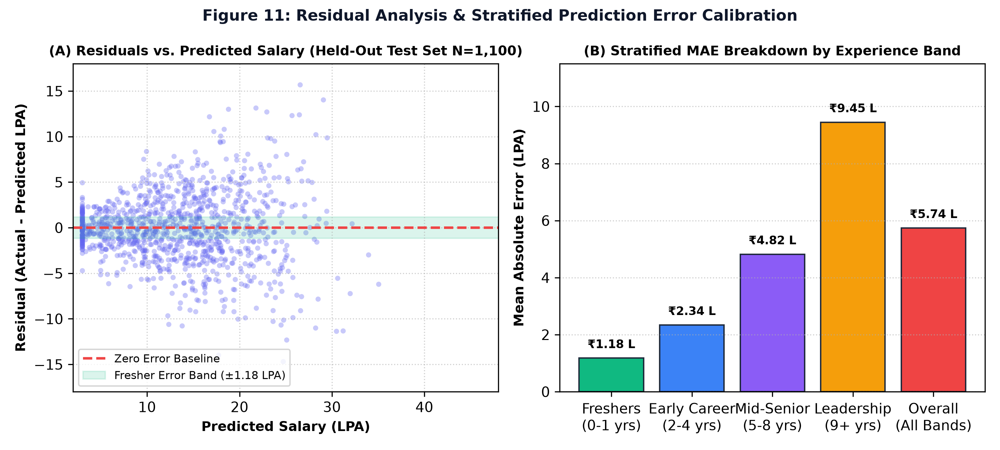 Figure 11: Residual Analysis & Stratified Prediction Error Calibration
(A) Residuals vs. Predicted Salary (Held-Out Test Set N=1,100)
Residual (Actual - Predicted LPA)
15
10
5
0
−5
−10
−15
Zero Error Baseline
Fresher Error Band (±1.18 LPA)
10 20 30 40
Predicted Salary (LPA)
(B) Stratified MAE Breakdown by Experience Band
Mean Absolute Error (LPA)
10
8
6
4
2
0
₹1.18 L
₹2.34 L
₹4.82 L
₹9.45 L
₹5.74 L
Freshers Early Career Mid-Senior Leadership Overall
(0-1 yrs) (2-4 yrs) (5-8 yrs) (9+ yrs) (All Bands)